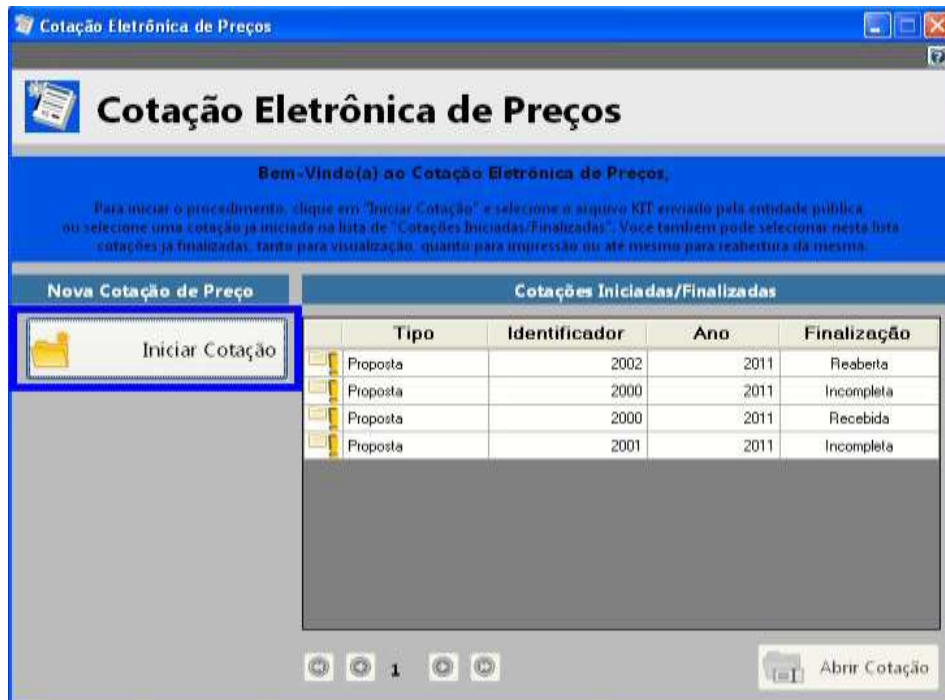 Cotação Eletrônica de Preços
Cotação Eletrônica de Preços
Bem-Vindo(a) ao Cotação Eletrônica de Preços,
Para iniciar o procedimento, clique em "Iniciar Cotação" e selecione o arquivo KIT enviado pela entidade pública,
ou selecione uma cotação já iniciada na lista de "Cotações Iniciadas/Finalizadas". Voce tambem pode selecionar nesta lista
cotações já finalizadas, tanto para visualização, quanto para impressão ou até mesmo para reabertura da mesma.
Nova Cotação de Preço
Cotações Iniciadas/Finalizadas
Iniciar Cotação
Tipo Identificador Ano Finalização
Proposta 2002 2011 Reaberta
Proposta 2000 2011 Incompleta
Proposta 2000 2011 Recebida
Proposta 2001 2011 Incompleta
1
Abrir Cotação